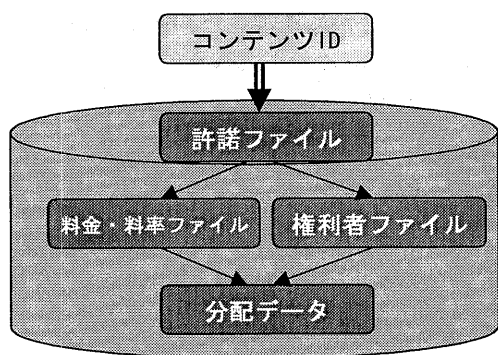 コンテンツID
許諾ファイル
料金・料率ファイル
権利者ファイル
分配データ